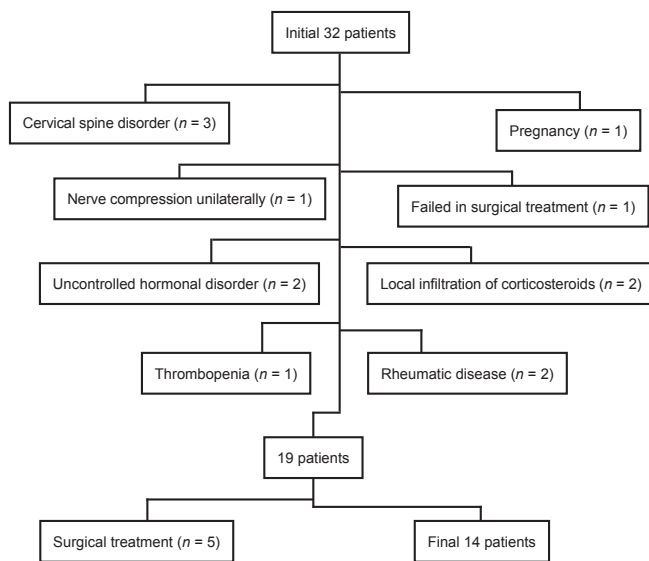 Initial 32 patients
Cervical spine disorder (n = 3)
Pregnancy (n = 1)
Nerve compression unilaterally (n = 1)
Failed in surgical treatment (n = 1)
Uncontrolled hormonal disorder (n = 2)
Local infiltration of corticosteroids (n = 2)
Thrombopenia (n = 1)
Rheumatic disease (n = 2)
19 patients
Surgical treatment (n = 5)
Final 14 patients